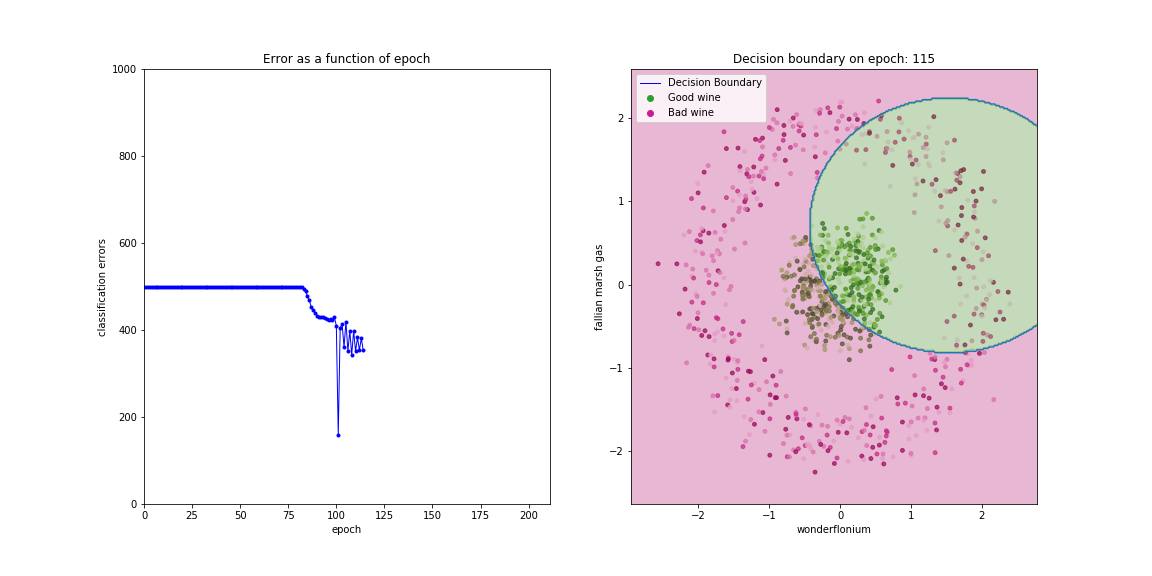 Error as a function of epoch
1000
800
600
400
200
0
0 25 50 75 100 125 150 175 200
epoch
classification errors
Decision boundary on epoch: 115
Decision Boundary
Good wine
Bad wine
2
1
0
−1
−2
−2 −1 0 1 2
wonderflonium
fallian marsh gas